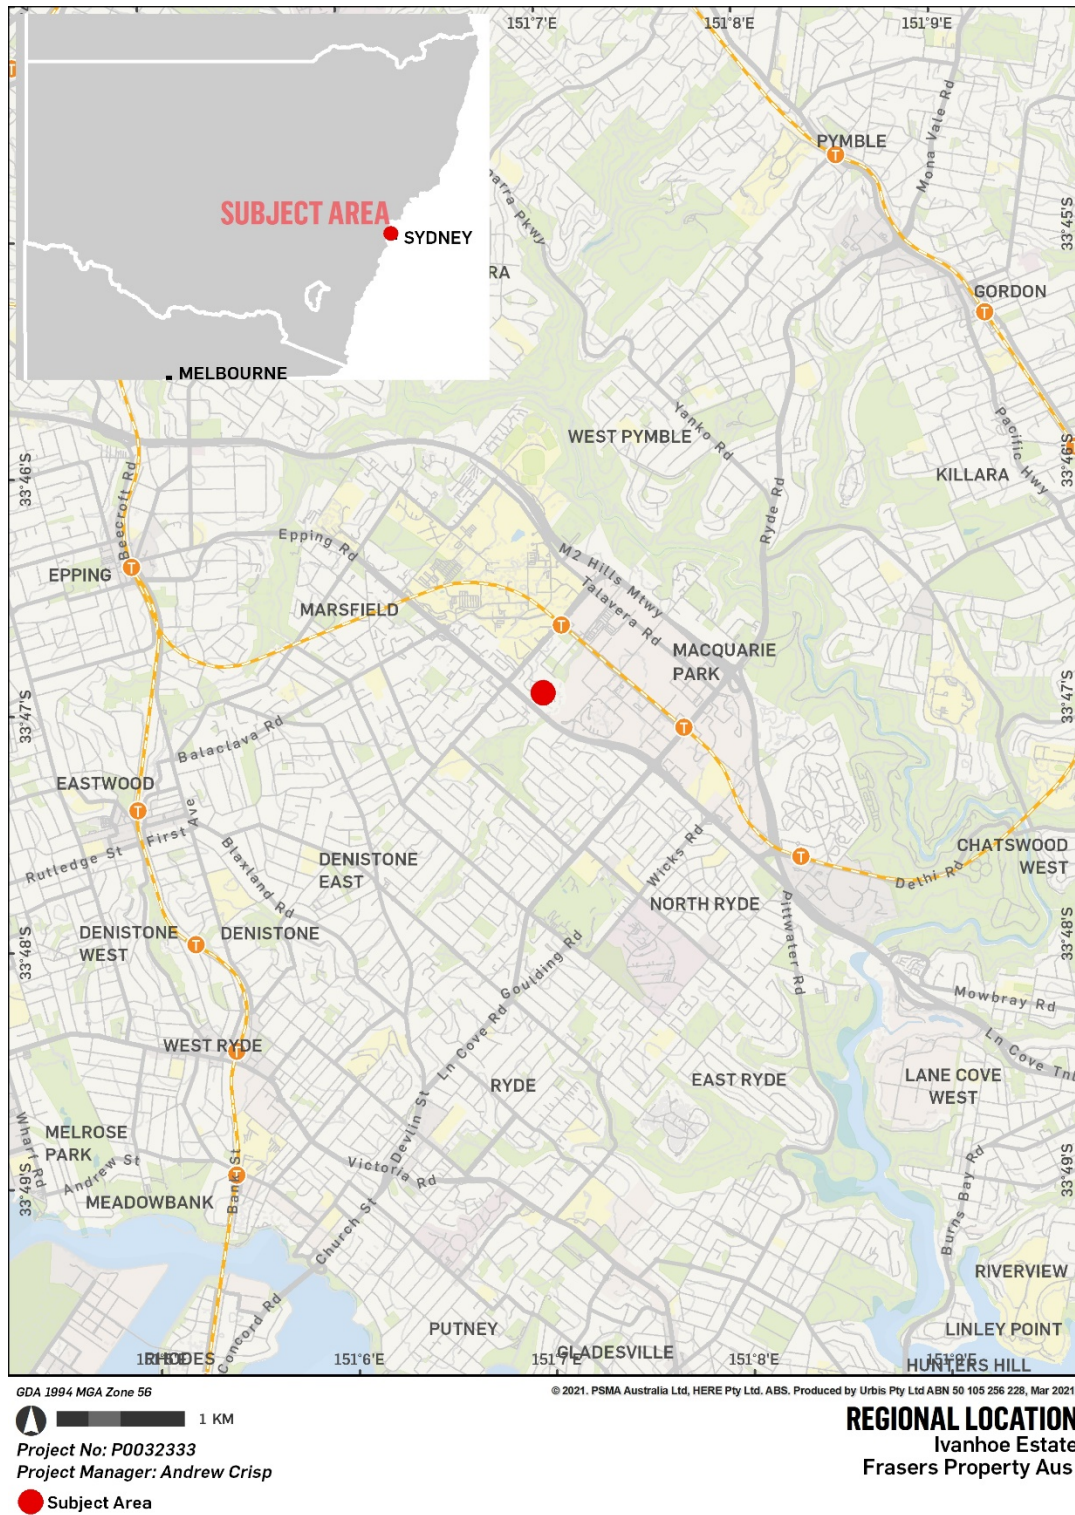 151°7'E
151°8'E
151°9'E
PYMBLE
Mona Vale Rd
SUBJECT AREA
SYDNEY
33°45'S
RA
GORDON
MELBOURNE
Yanko Rd
WEST PYMBLE
Pacific Hwy
33°46'S
33°46'S
KILLARA
Beecroft Rd
Ryde Rd
Epping Rd
M2 Hills Mtwy
EPPING
Talavera Rd
MARSFIELD
MACQUARIE
PARK
33°47'S
33°47'S
Balaclava Rd
EASTWOOD
First Ave
Rutledge St
Blaxland Rd
DENISTONE
EAST
Wicks Rd
CHATSWOOD
WEST
Delhi Rd
NORTH RYDE
Pittwater Rd
DENISTONE
WEST
DENISTONE
33°48'S
33°48'S
Goulding Rd
Mowbray Rd
Ln Cove Rd
Ln Cove Tnl
WEST RYDE
RYDE
EAST RYDE
LANE COVE
WEST
Devlin St
Wharf Rd
MELROSE
PARK
Andrew St
Victoria Rd
33°49'S
33°49'S
MEADOWBANK
Bank St
Church St
Burns Bay Rd
RIVERVIEW
Concord Rd
PUTNEY
LINLEY POINT
GLADESVILLE
RHODES
151°6'E
151°7'E
151°8'E
HUNTERS HILL
151°9'E
GDA 1994 MGA Zone 56
© 2021. PSMA Australia Ltd, HERE Pty Ltd. ABS. Produced by Urbis Pty Ltd ABN 50 105 256 228, Mar 2021
1 KM
REGIONAL LOCATION
Ivanhoe Estate
Frasers Property Aus
Project No: P0032333
Project Manager: Andrew Crisp
Subject Area